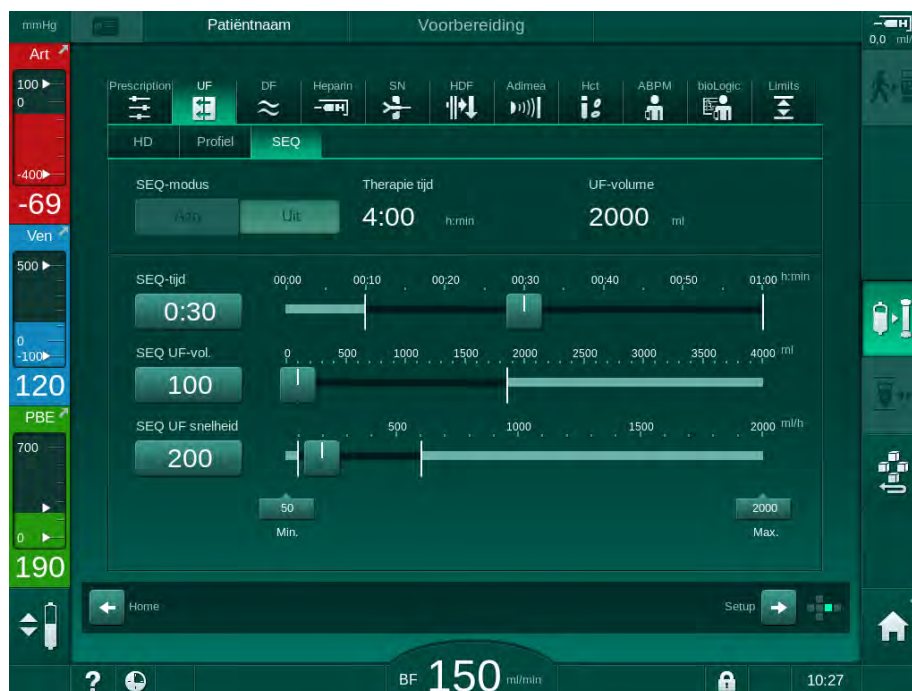 mmHg
Patiëntnaam
Voorbereiding
0,0 ml/
Art
100
0
-400
-69
Ven
500
0
-100
120
PBE
700
0
190
Prescription UF DF Heparin SN HDF Adimea Hct ABPM bioLogic Limits
HD Profiel SEQ
SEQ-modus Therapie tijd UF-volume
Aan Uit 4:00 h:min 2000 ml
SEQ-tijd 00:00 00:10 00:20 00:30 00:40 00:50 01:00 h:min
0:30
SEQ UF-vol. 0 500 1000 1500 2000 2500 3000 3500 4000 ml
100
SEQ UF snelheid 500 1000 1500 2000 ml/h
200
50 2000
Min. Max.
Home Setup
? BF 150 ml/min 10:27